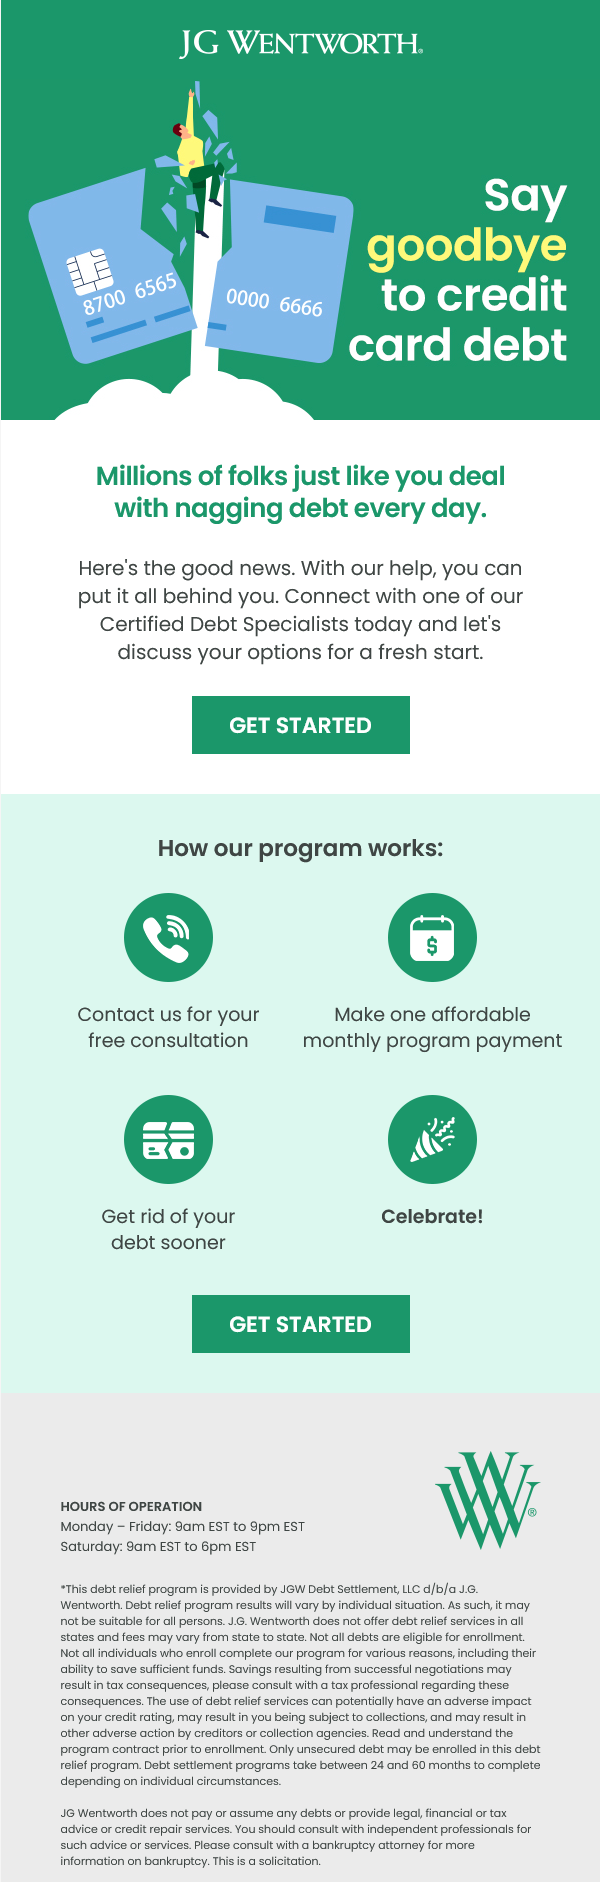 JG WENTWORTH®
Say
goodbye
to credit
card debt
8700 6565
0000 6666
Millions of folks just like you deal
with nagging debt every day.
Here's the good news. With our help, you can
put it all behind you. Connect with one of our
Certified Debt Specialists today and let's
discuss your options for a fresh start.
GET STARTED
How our program works:
$
Contact us for your
free consultation
Make one affordable
monthly program payment
Get rid of your
debt sooner
Celebrate!
GET STARTED
®
HOURS OF OPERATION
Monday – Friday: 9am EST to 9pm EST
Saturday: 9am EST to 6pm EST
*This debt relief program is provided by JGW Debt Settlement, LLC d/b/a J.G.
Wentworth. Debt relief program results will vary by individual situation. As such, it may
not be suitable for all persons. J.G. Wentworth does not offer debt relief services in all
states and fees may vary from state to state. Not all debts are eligible for enrollment.
Not all individuals who enroll complete our program for various reasons, including their
ability to save sufficient funds. Savings resulting from successful negotiations may
result in tax consequences, please consult with a tax professional regarding these
consequences. The use of debt relief services can potentially have an adverse impact
on your credit rating, may result in you being subject to collections, and may result in
other adverse action by creditors or collection agencies. Read and understand the
program contract prior to enrollment. Only unsecured debt may be enrolled in this debt
relief program. Debt settlement programs take between 24 and 60 months to complete
depending on individual circumstances.
JG Wentworth does not pay or assume any debts or provide legal, financial or tax
advice or credit repair services. You should consult with independent professionals for
such advice or services. Please consult with a bankruptcy attorney for more
information on bankruptcy. This is a solicitation.